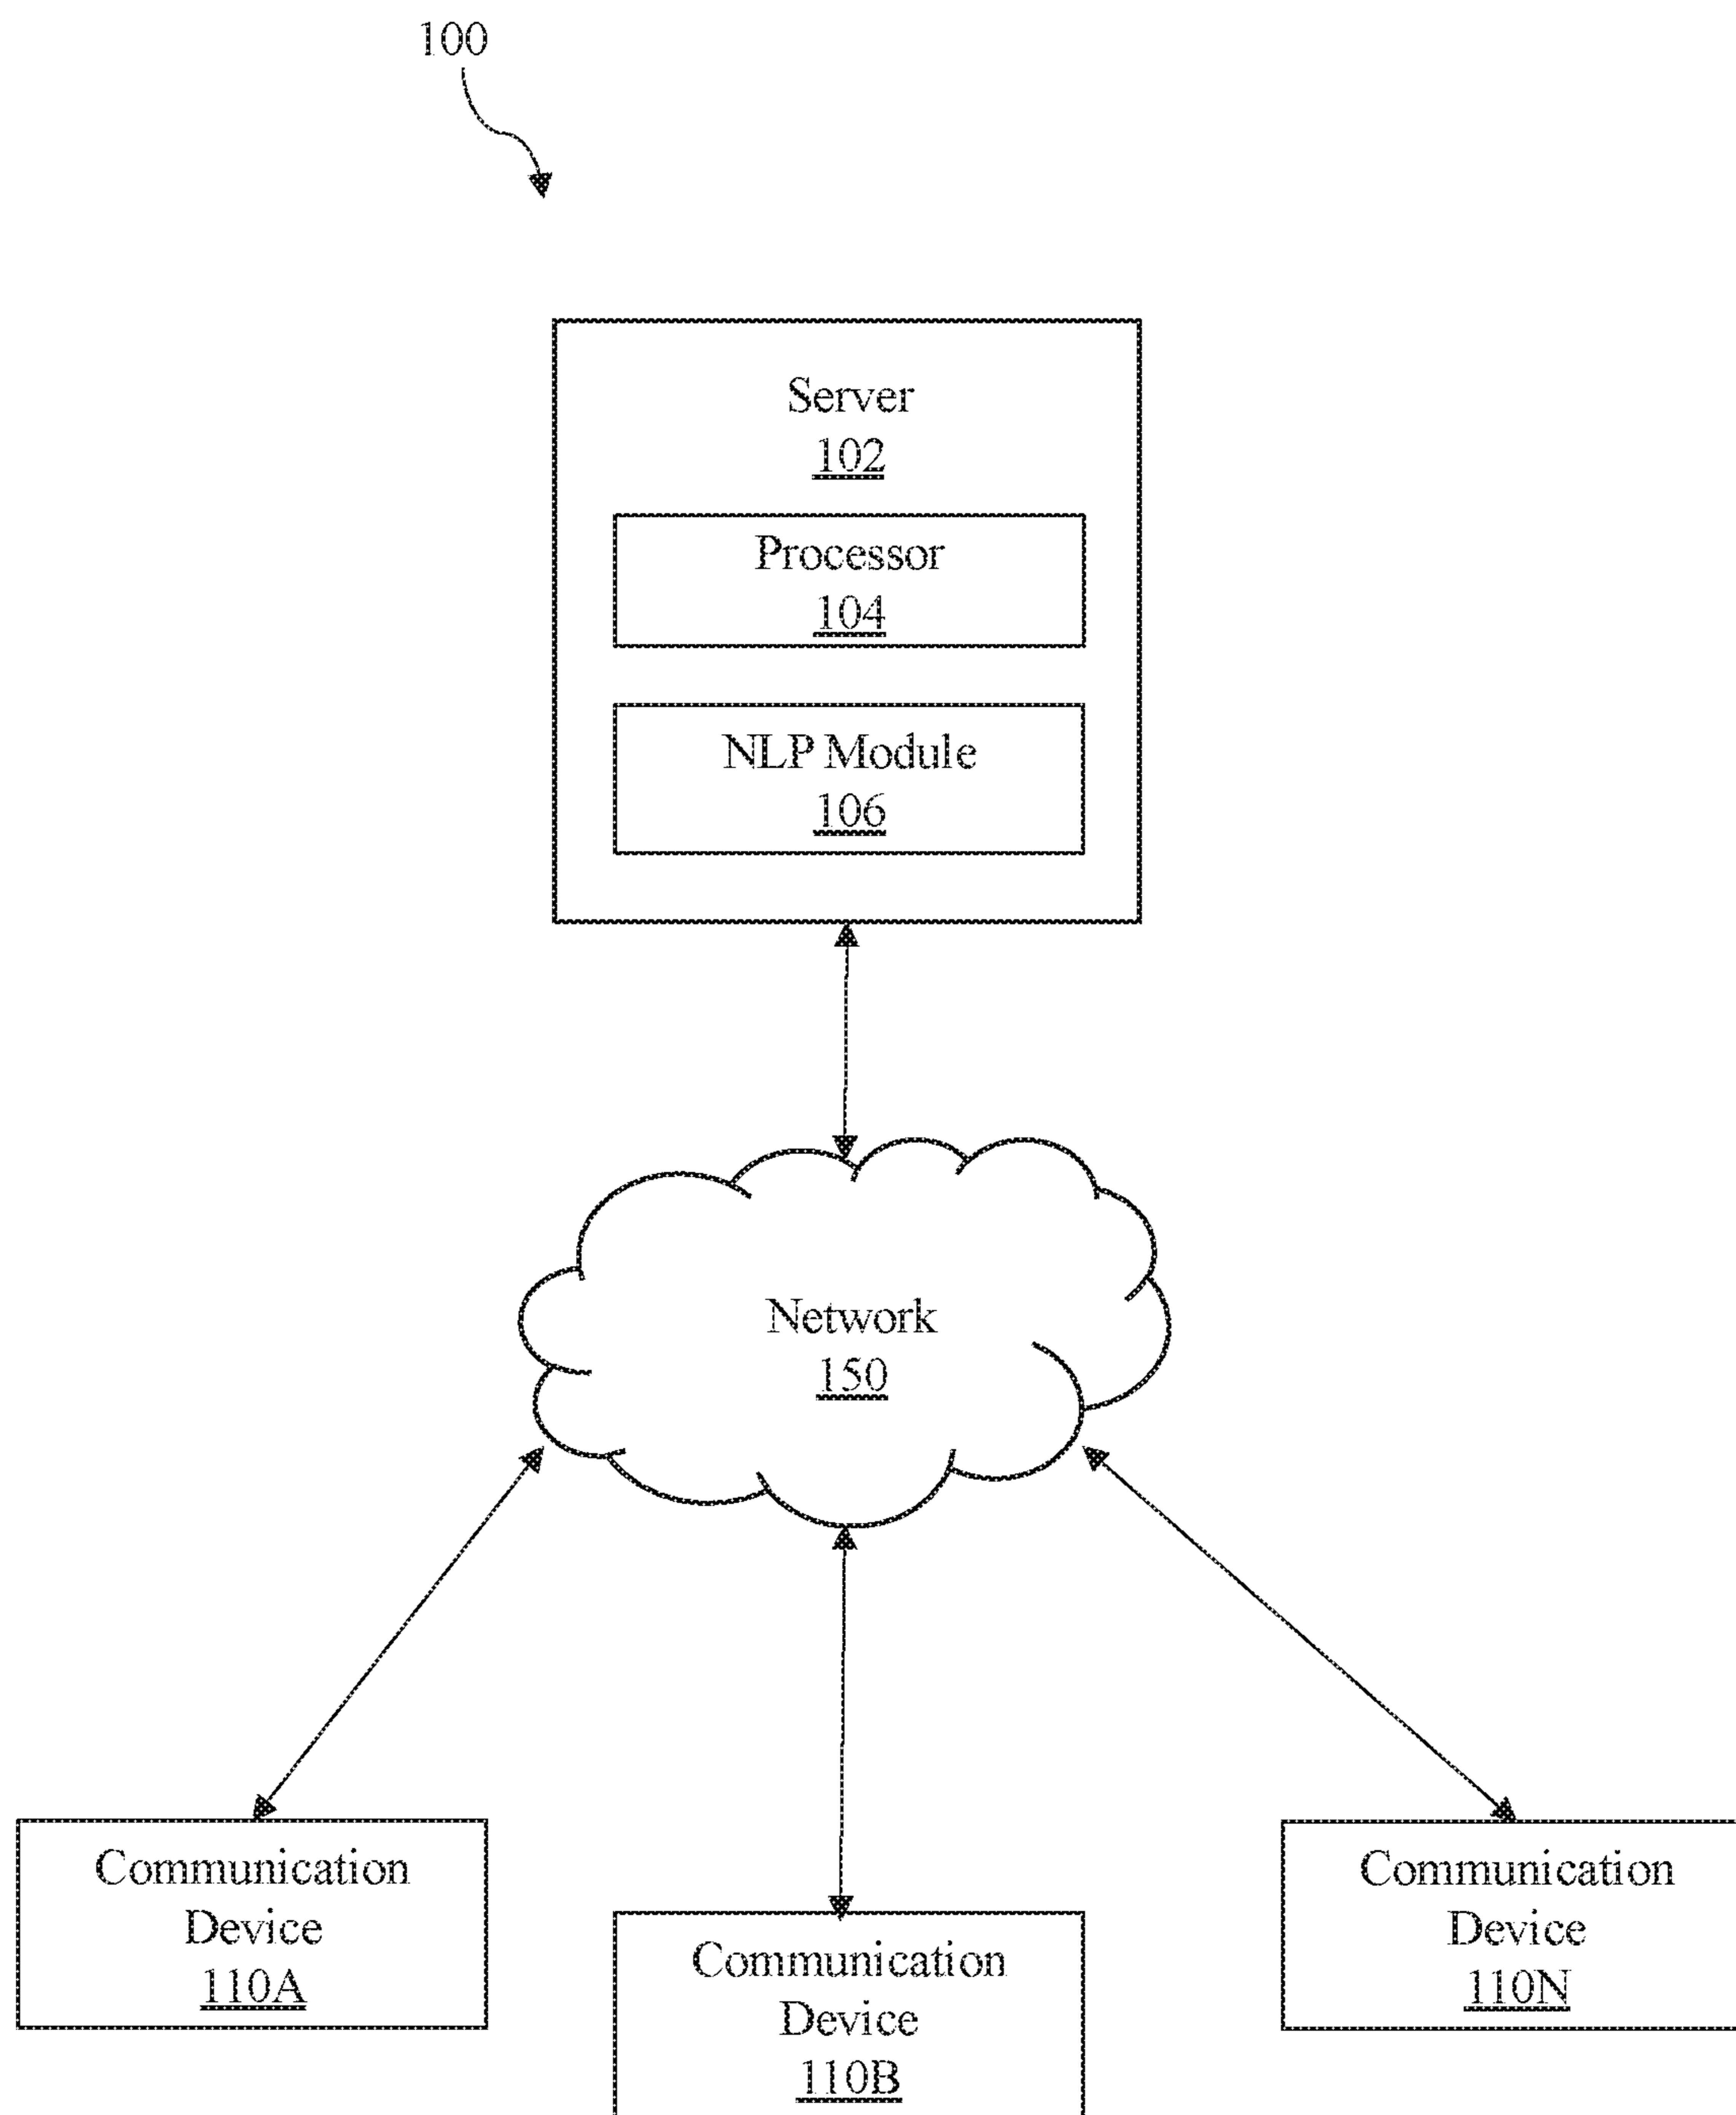 100
Server
102
Processor
104
NLP Module
106
Network
150
Communication
Device
110A
Communication
Device
110B
Communication
Device
110N